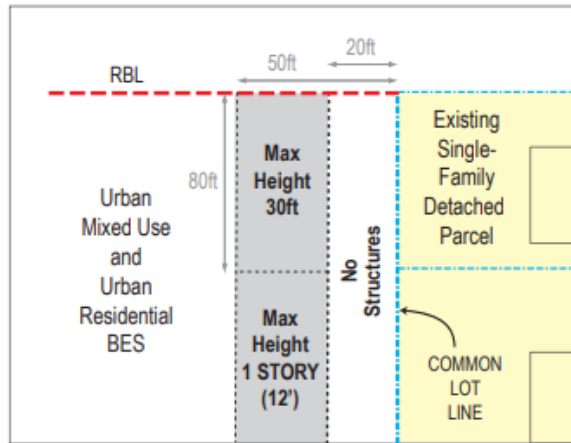 20ft
50ft
RBL
80ft
Max
Height
30ft
Existing
Single-
Family
Detached
Parcel
Urban
Mixed Use
and
Urban
Residential
BES
No
Structures
Max
Height
1 STORY
(12')
COMMON
LOT
LINE